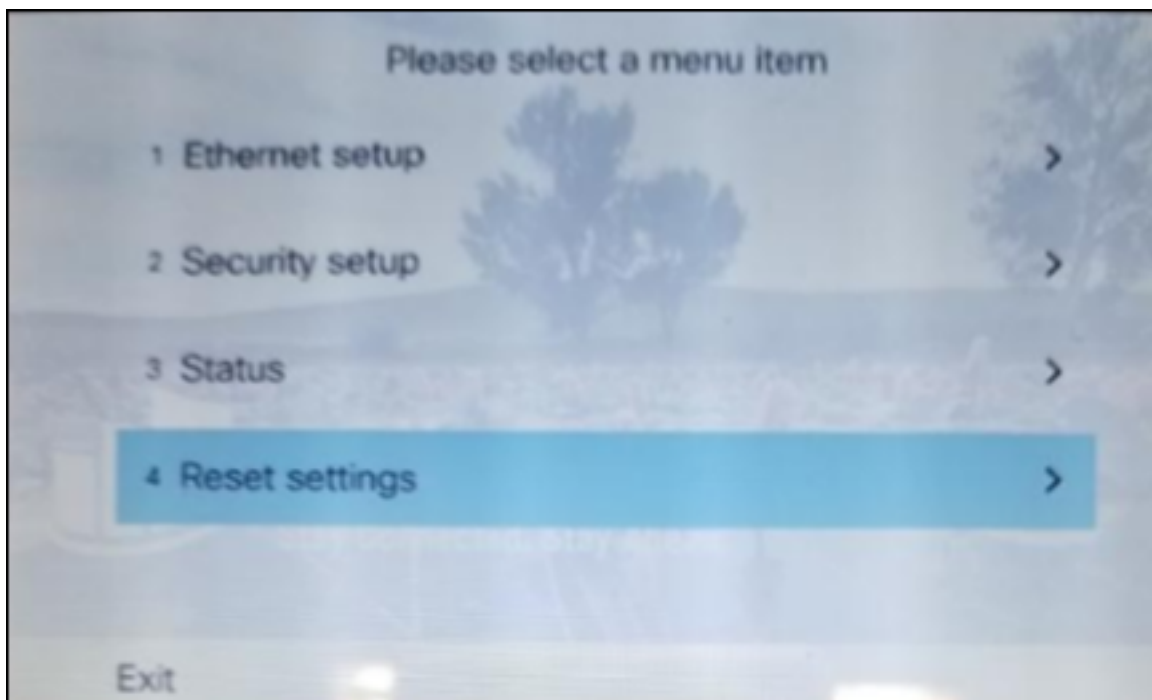 Please select a menu item
1 Ethernet setup >
2 Security setup >
3 Status >
4 Reset settings >
Exit